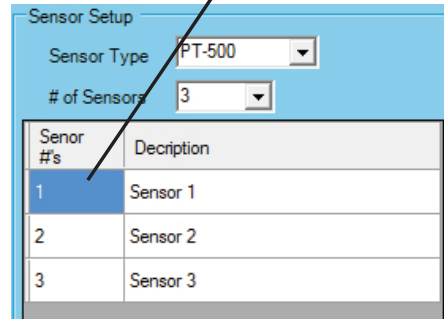 Sensor Setup
Sensor Type PT-500
# of Sensors 3
Senor #'s Decription
1 Sensor 1
2 Sensor 2
3 Sensor 3